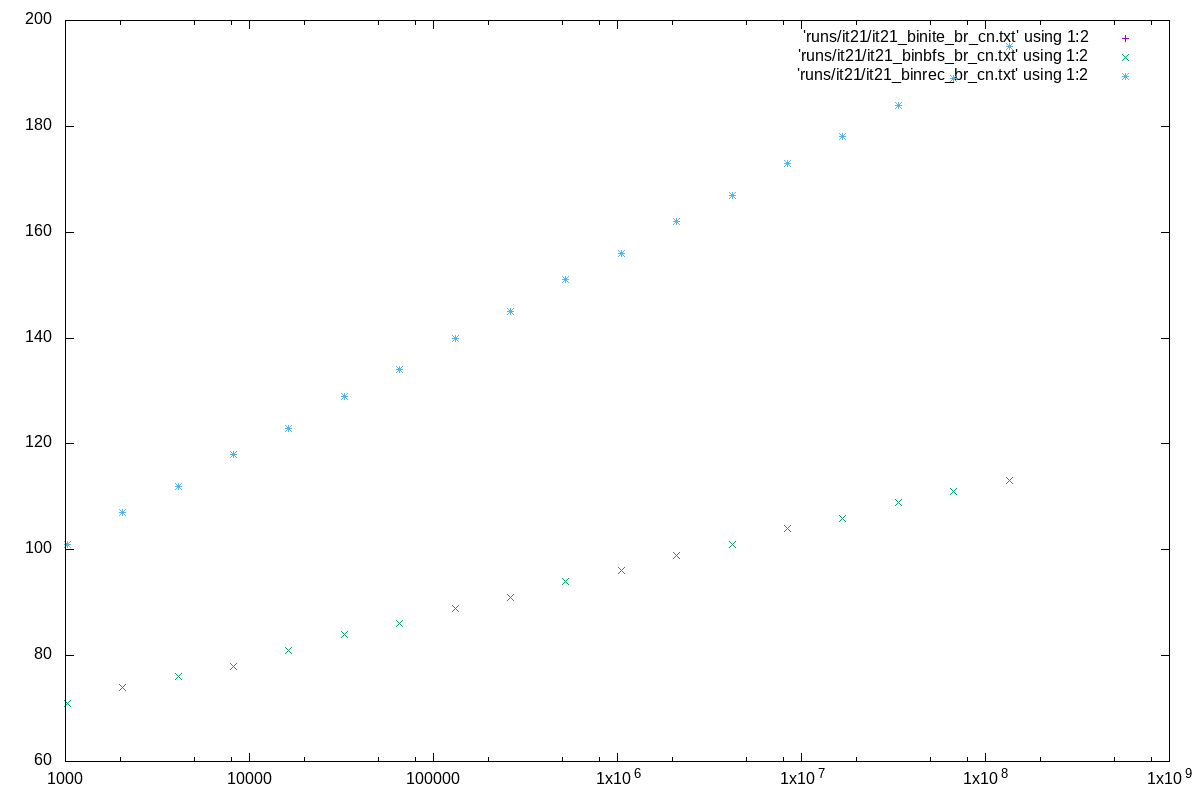 200
180
160
140
120
100
80
60
1000 10000 100000 1x10^6 1x10^7 1x10^8 1x10^9
'runs/it21/it21_binite_br_cn.txt' using 1:2
'runs/it21/it21_binbfs_br_cn.txt' using 1:2
'runs/it21/it21_binrec_br_cn.txt' using 1:2